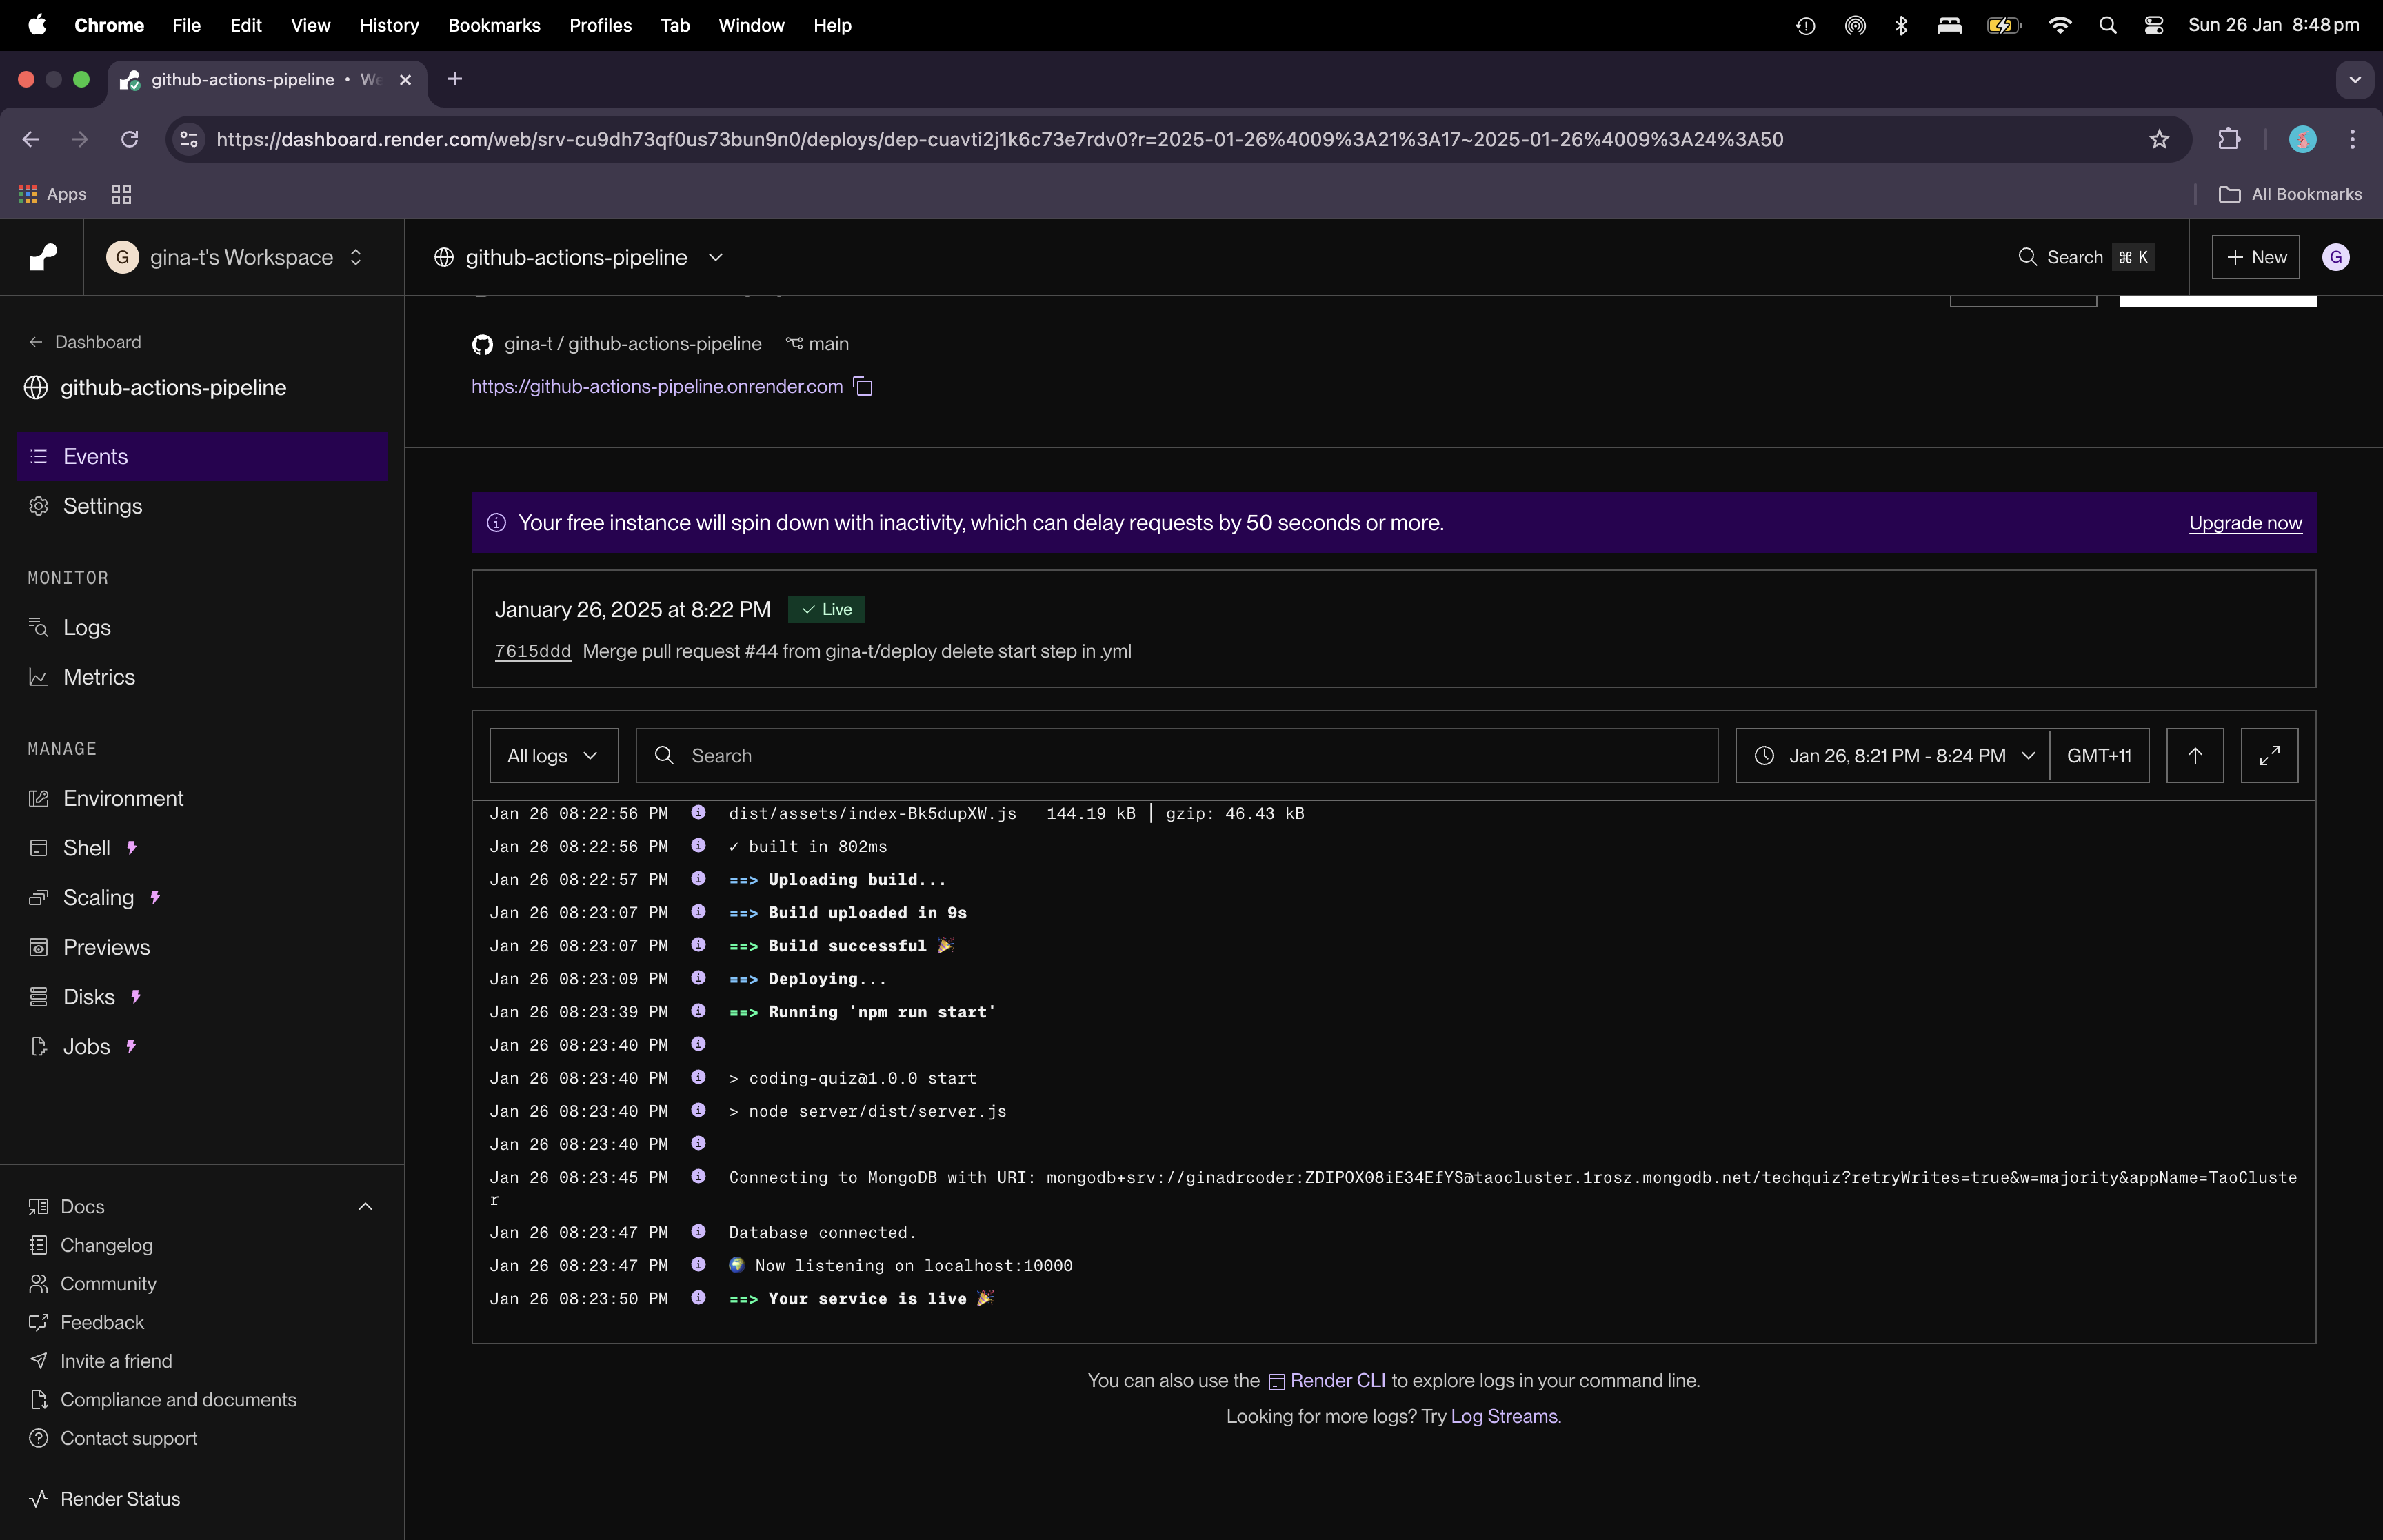 Chrome File Edit View History Bookmarks Profiles Tab Window Help
Sun 26 Jan 8:48 pm
github-actions-pipeline • We
https://dashboard.render.com/web/srv-cu9dh73qf0us73bun9n0/deploys/dep-cuavti2j1k6c73e7rdv0?r=2025-01-26%4009%3A21%3A17~2025-01-26%4009%3A24%3A50
Apps
All Bookmarks
G gina-t's Workspace
github-actions-pipeline
Search ⌘ K
+ New
G
Dashboard
github-actions-pipeline
Events
Settings
MONITOR
Logs
Metrics
MANAGE
Environment
Shell
Scaling
Previews
Disks
Jobs
Docs
Changelog
Community
Feedback
Invite a friend
Compliance and documents
Contact support
Render Status
gina-t / github-actions-pipeline main
https://github-actions-pipeline.onrender.com
Your free instance will spin down with inactivity, which can delay requests by 50 seconds or more.
Upgrade now
January 26, 2025 at 8:22 PM ✓ Live
7615ddd Merge pull request #44 from gina-t/deploy delete start step in .yml
All logs
Search
Jan 26, 8:21 PM - 8:24 PM
GMT+11
Jan 26 08:22:56 PM dist/assets/index-Bk5dupXW.js 144.19 kB │ gzip: 46.43 kB
Jan 26 08:22:56 PM ✓ built in 802ms
Jan 26 08:22:57 PM ==> Uploading build...
Jan 26 08:23:07 PM ==> Build uploaded in 9s
Jan 26 08:23:07 PM ==> Build successful 🎉
Jan 26 08:23:09 PM ==> Deploying...
Jan 26 08:23:39 PM ==> Running 'npm run start'
Jan 26 08:23:40 PM
Jan 26 08:23:40 PM > coding-quiz@1.0.0 start
Jan 26 08:23:40 PM > node server/dist/server.js
Jan 26 08:23:40 PM
Jan 26 08:23:45 PM Connecting to MongoDB with URI: mongodb+srv://ginadrcoder:ZDIPOX08iE34EfYS@taocluster.1rosz.mongodb.net/techquiz?retryWrites=true&w=majority&appName=TaoCluste
r
Jan 26 08:23:47 PM Database connected.
Jan 26 08:23:47 PM 🌍 Now listening on localhost:10000
Jan 26 08:23:50 PM ==> Your service is live 🎉
You can also use the Render CLI to explore logs in your command line.
Looking for more logs? Try Log Streams.